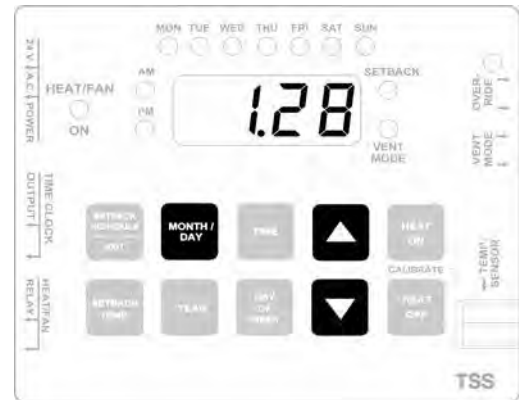 MON TUE WED THU FRI SAT SUN
24 V. A.C. POWER
HEAT/FAN
ON
AM
PM
1.28
SETBACK
VENT
MODE
OVER-
RIDE
VENT
MODE
TIME CLOCK
OUTPUT
SETBACK
SCHEDULE
MONTH /
DAY
TIME
HEAT
ON
CALIBRATE
TEMP.
SENSOR
HEAT/FAN
RELAY
SETBACK
TEMP
YEAR
DAY
OF
WEEK
HEAT
OFF
TSS